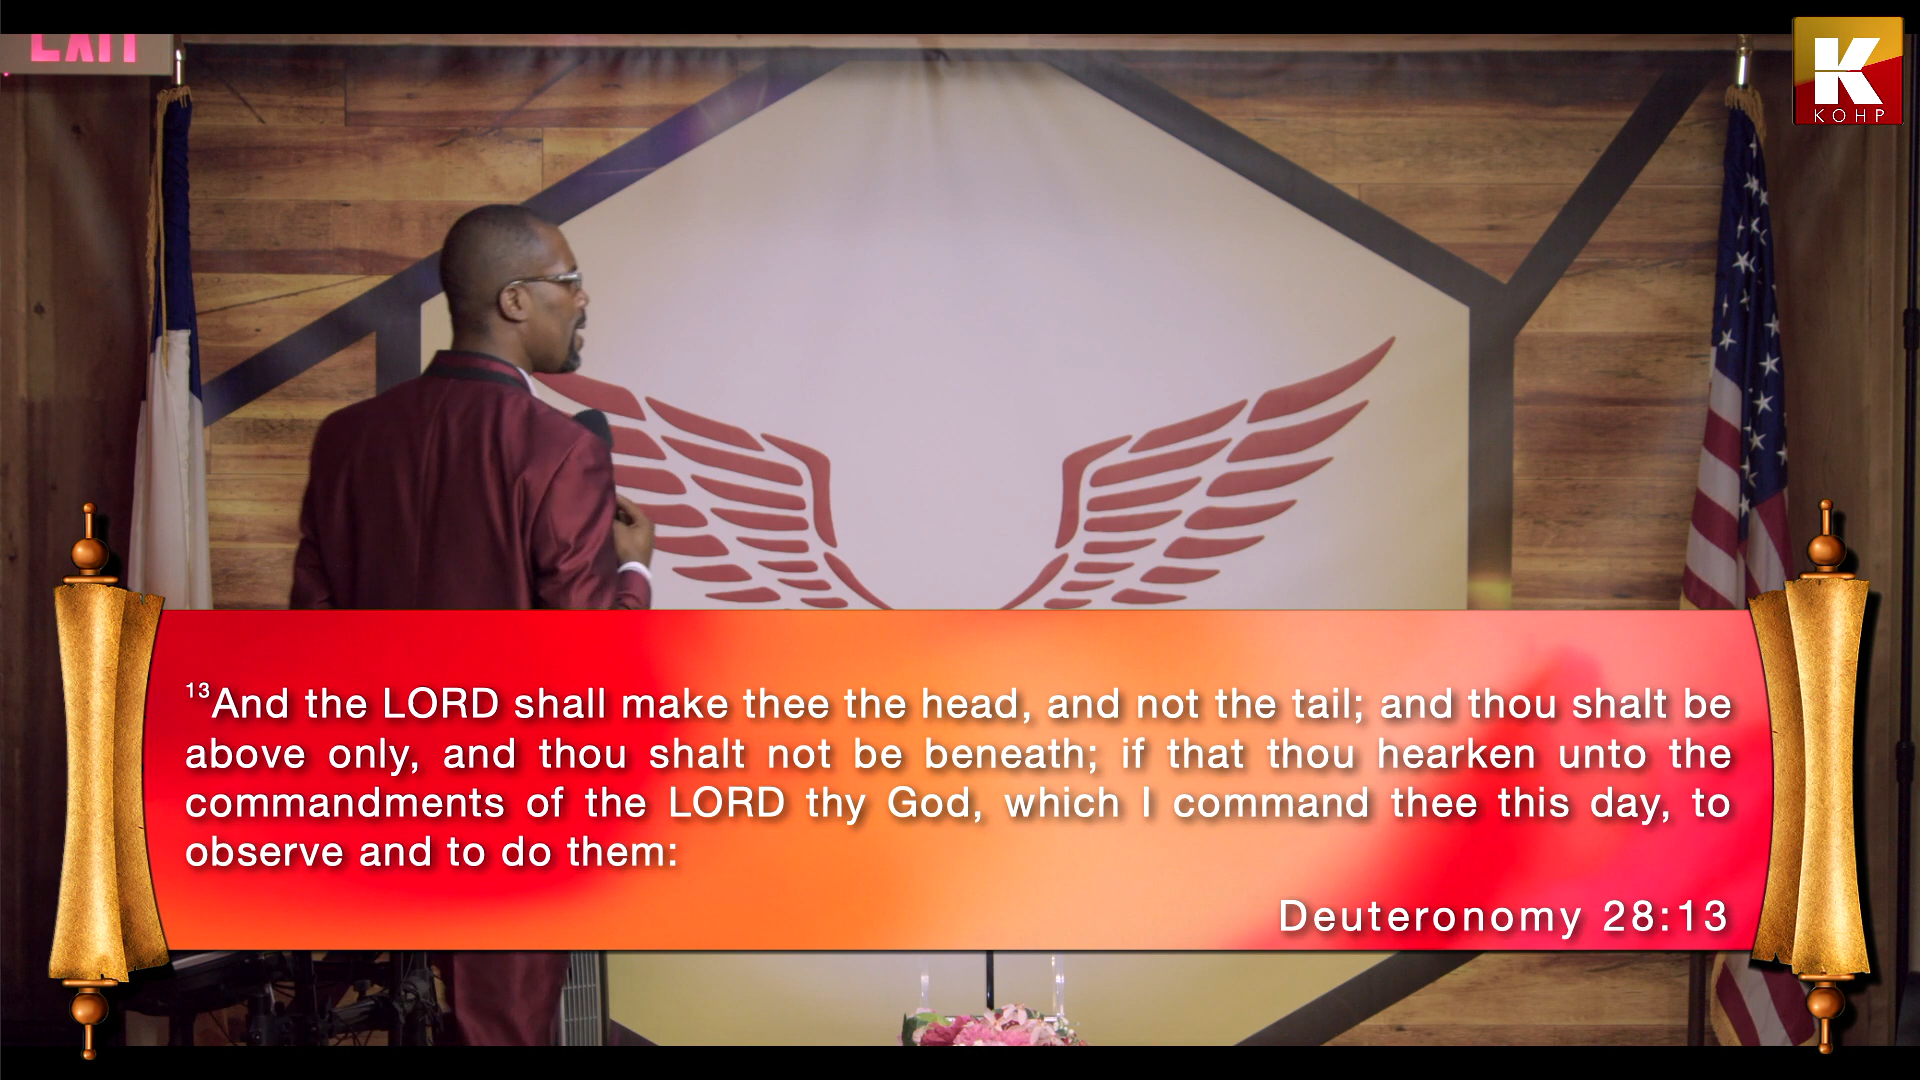 EXIT
K
KOHP
13And the LORD shall make thee the head, and not the tail; and thou shalt be
above only, and thou shalt not be beneath; if that thou hearken unto the
commandments of the LORD thy God, which I command thee this day, to
observe and to do them:
Deuteronomy 28:13